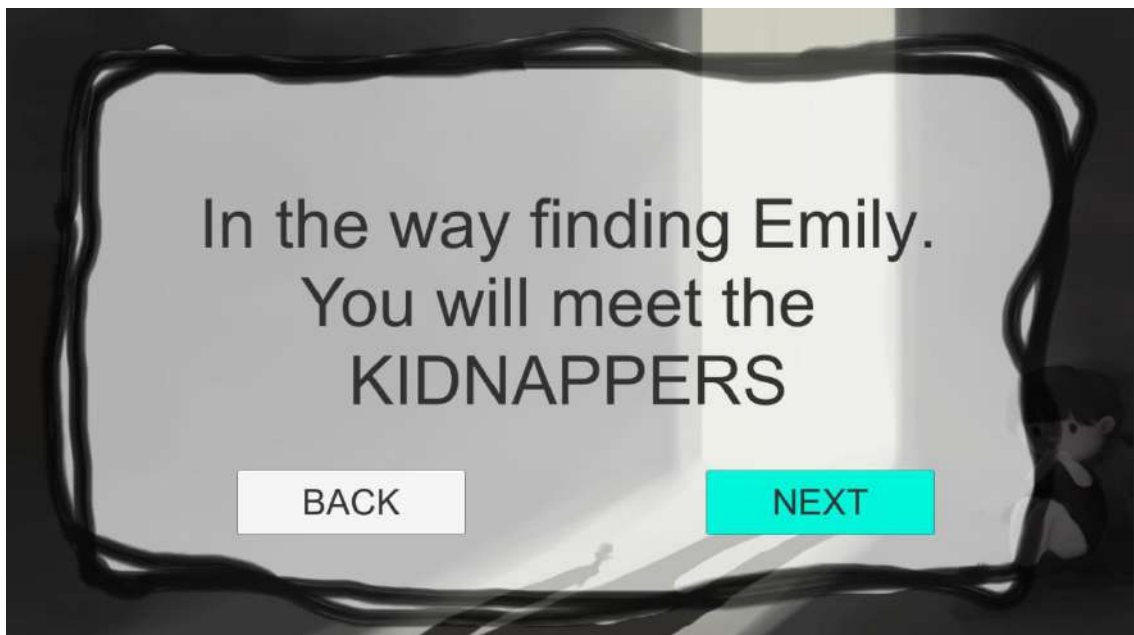 In the way finding Emily.
You will meet the
KIDNAPPERS
BACK
NEXT